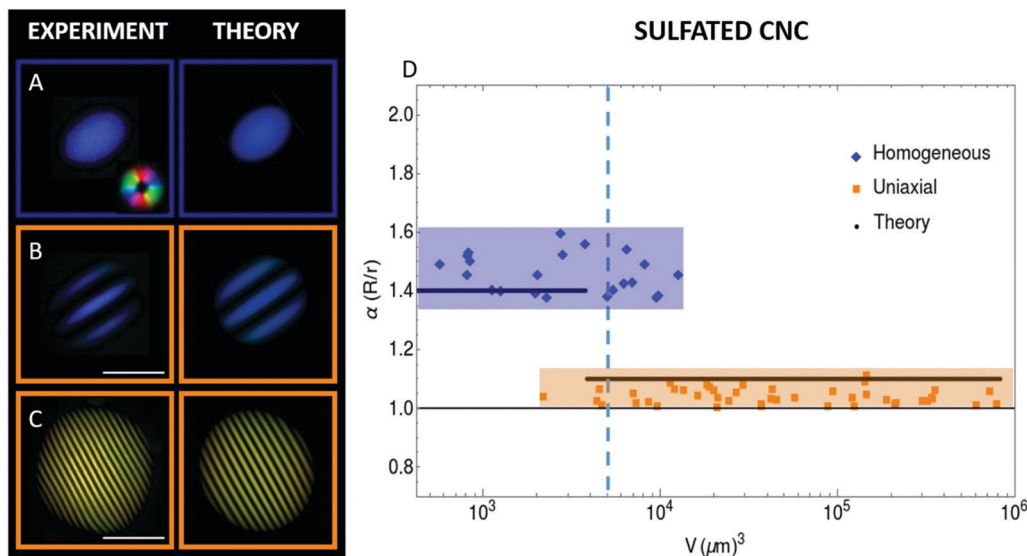 EXPERIMENT THEORY
A
B
C
SULFATED CNC
D
2.0
1.8
1.6
1.4
1.2
1.0
0.8
α (R/r)
Homogeneous
Uniaxial
Theory
10³ 10⁴ 10⁵ 10⁶
V (μm)³